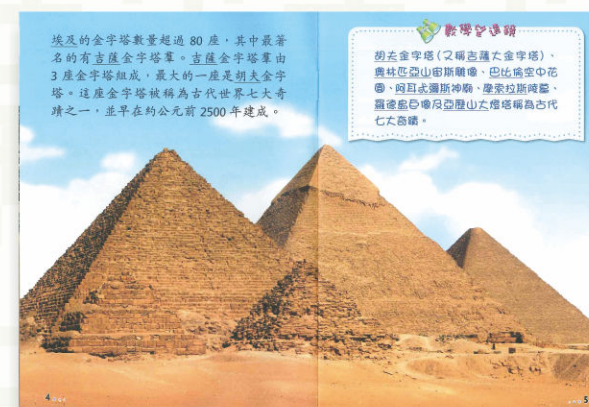 埃及的金字塔數量超過 80 座，其中最著
名的有吉薩金字塔羣。吉薩金字塔羣由
3 座金字塔組成，最大的一座是胡夫金字
塔。這座金字塔被稱為古代世界七大奇
蹟之一，並早在約公元前 2500 年建成。
胡夫金字塔(又稱吉薩大金字塔)、
奧林匹亞山宙斯雕像、巴比倫空中花
園、阿耳忒彌斯神廟、摩索拉斯陵墓、
羅德島巨像及亞歷山大燈塔稱為古代
七大奇蹟。
4
5